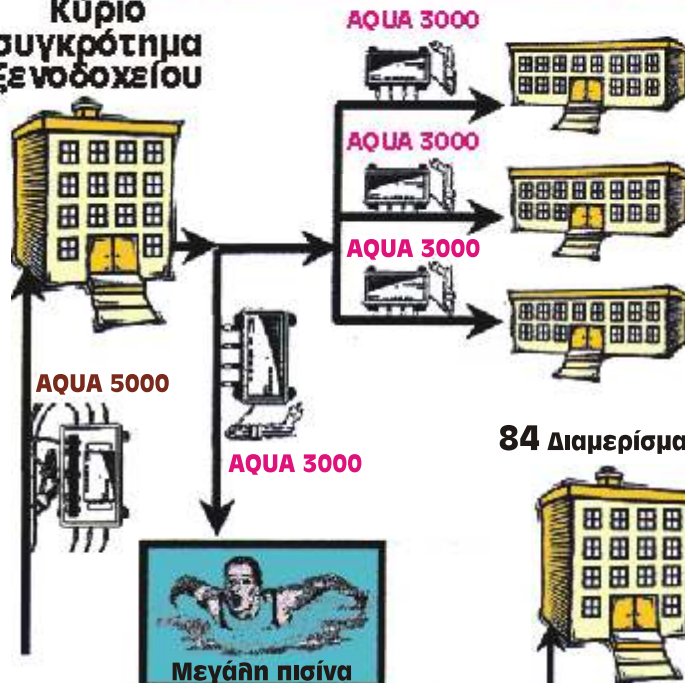 Κύριο
συγκρότημα
ξενοδοχείου
AQUA 3000
AQUA 3000
AQUA 3000
AQUA 5000
AQUA 3000
84 Διαμερίσμα
Μεγάλη πισίνα